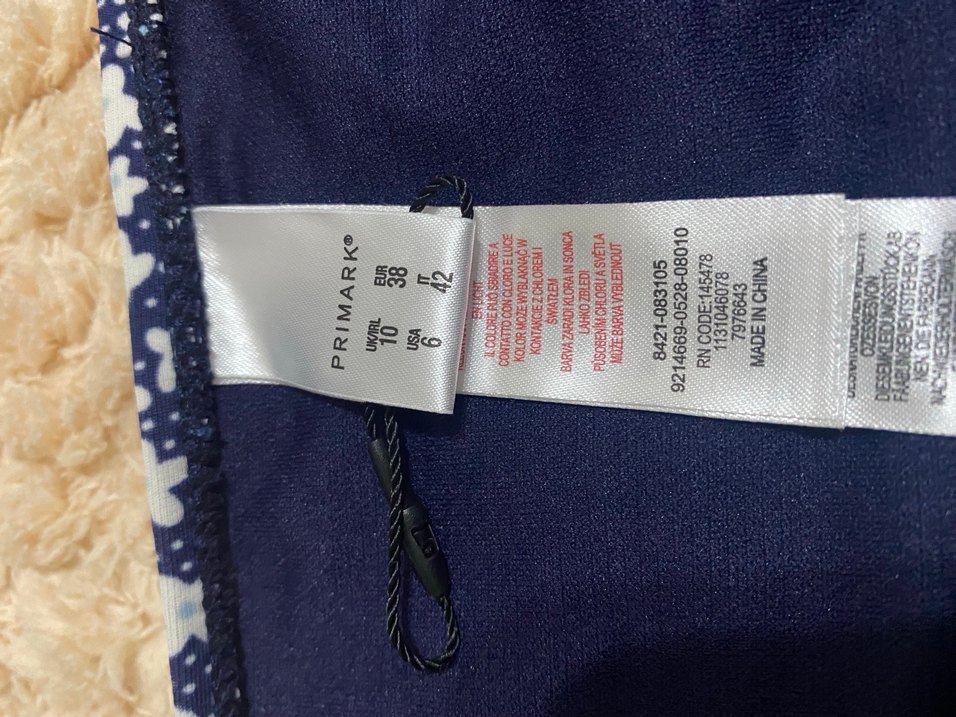 PRIMARK®
UK/IRL EUR
10 38
USA IT
6 42
IL COLORE PUÒ SBIADIRE A
CONTATTO CON CLORO E LUCE
KOLOR MOŻE WYBLAKNĄĆ W
KONTAKCIE Z CHLOREM I
ŚWIATŁEM
BARVA ZARADI KLORA IN SONCA
LAHKO ZBLEDI
PŮSOBENÍM CHLORU A SVĚTLA
MŮŽE BARVA VYBLEDNOUT
8421-083105
9214669-0528-08010
RN CODE:145478
1131046078
7976643
MADE IN CHINA